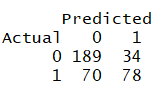 Predicted
Actual 0 1
0 189 34
1 70 78